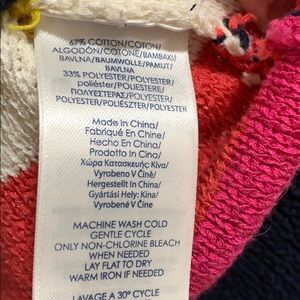 67% COTTON/COTON/
ALGODÓN/COTONE/BAMBAKI/
BAVLNA/BAUMWOLLE/PAMUT/
BAVLNA
33% POLYESTER/POLYESTER/
poliéster/POLIESTERE/
ΠΟΛΥΕΣΤΕΡΑΣ/POLYESTER/
POLYESTER/POLIÉSZTER/POLYESTER
Made In China/
Fabriqué En Chine/
Hecho En China/
Prodotto In Cina/
Χώρα Κατασκευής: Κίνα/
Vyrobeno V Číně/
Hergestellt In China/
Gyártási Hely: Kína/
Vyrobené V Číne
MACHINE WASH COLD
GENTLE CYCLE
ONLY NON-CHLORINE BLEACH
WHEN NEEDED
LAY FLAT TO DRY
WARM IRON IF NEEDED
LAVAGE A 30° CYCLE